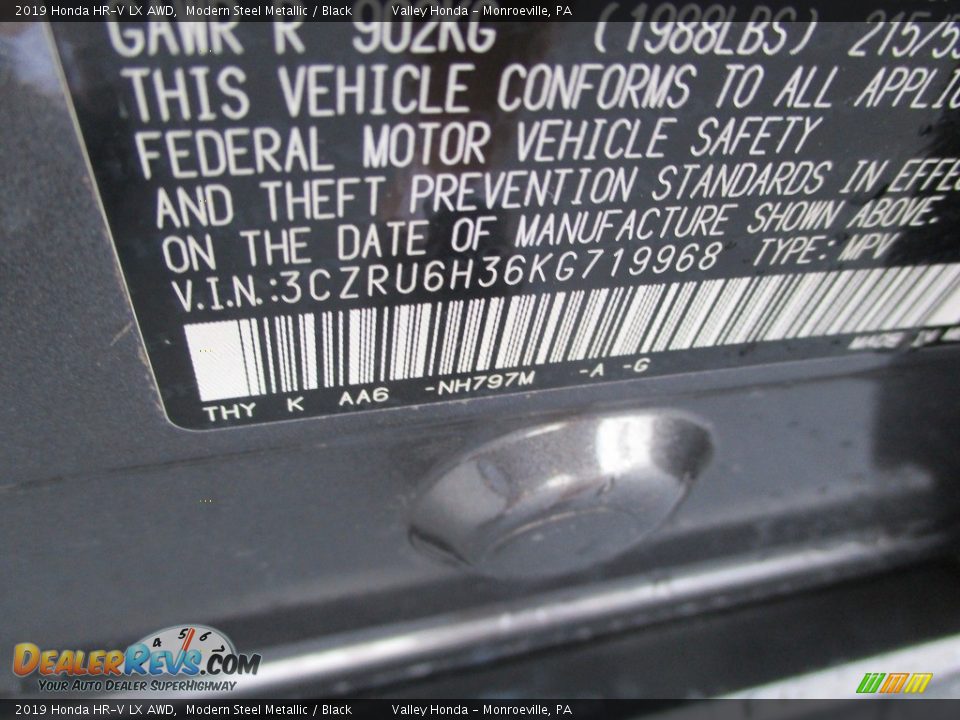 2019 Honda HR-V LX AWD, Modern Steel Metallic / Black Valley Honda - Monroeville, PA
GAWR R 902KG (1988LBS) 215/55
THIS VEHICLE CONFORMS TO ALL APPLIC
FEDERAL MOTOR VEHICLE SAFETY
AND THEFT PREVENTION STANDARDS IN EFFE
ON THE DATE OF MANUFACTURE SHOWN ABOVE.
V.I.N.:3CZRU6H36KG719968 TYPE: MPV
THY K AA6 -NH797M -A -G
4 5 6
DEALERREVS.COM
YOUR AUTO DEALER SUPERHIGHWAY
2019 Honda HR-V LX AWD, Modern Steel Metallic / Black Valley Honda - Monroeville, PA